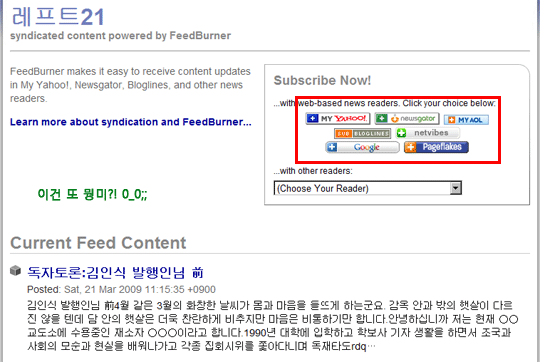 레프트21
syndicated content powered by FeedBurner
FeedBurner makes it easy to receive content updates
in My Yahoo!, Newsgator, Bloglines, and other news
readers.
Learn more about syndication and FeedBurner...
이건 또 뭥미?! 0_0;;
Subscribe Now!
...with web-based news readers. Click your choice below:
MY YAHOO! newsgator MY AOL
SUB BLOGLINES netvibes
Google Pageflakes
...with other readers:
(Choose Your Reader)
Current Feed Content
독자토론:김인식 발행인님 前
Posted: Sat, 21 Mar 2009 11:15:35 +0900
김인식 발행인님 前4월 같은 3월의 화창한 날씨가 몸과 마음을 들뜨게 하는군요. 감옥 안과 밖의 햇살이 다르
진 않을 텐데 담 안의 햇살은 더욱 찬란하게 비추지만 마음은 비통하기만 합니다.안녕하십니까 저는 현재 ○○
교도소에 수용중인 재소자 ○○○이라고 합니다.1990년 대학에 입학하고 학보사 기자 생활을 하면서 조국과
사회의 모순과 현실을 배워나가고 각종 집회시위를 쫓아다니며 독재타도rdq…